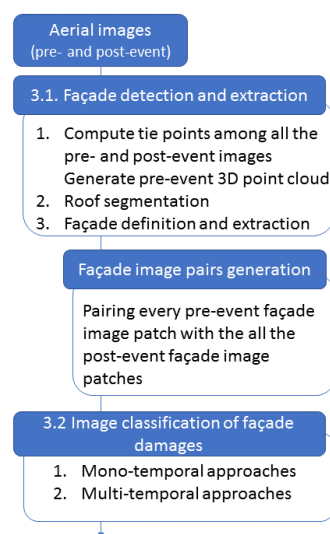 Aerial images
(pre- and post-event)
3.1. Façade detection and extraction
1. Compute tie points among all the
pre- and post-event images
Generate pre-event 3D point cloud
2. Roof segmentation
3. Façade definition and extraction
Façade image pairs generation
Pairing every pre-event façade
image patch with the all the
post-event façade image
patches
3.2 Image classification of façade
damages
1. Mono-temporal approaches
2. Multi-temporal approaches